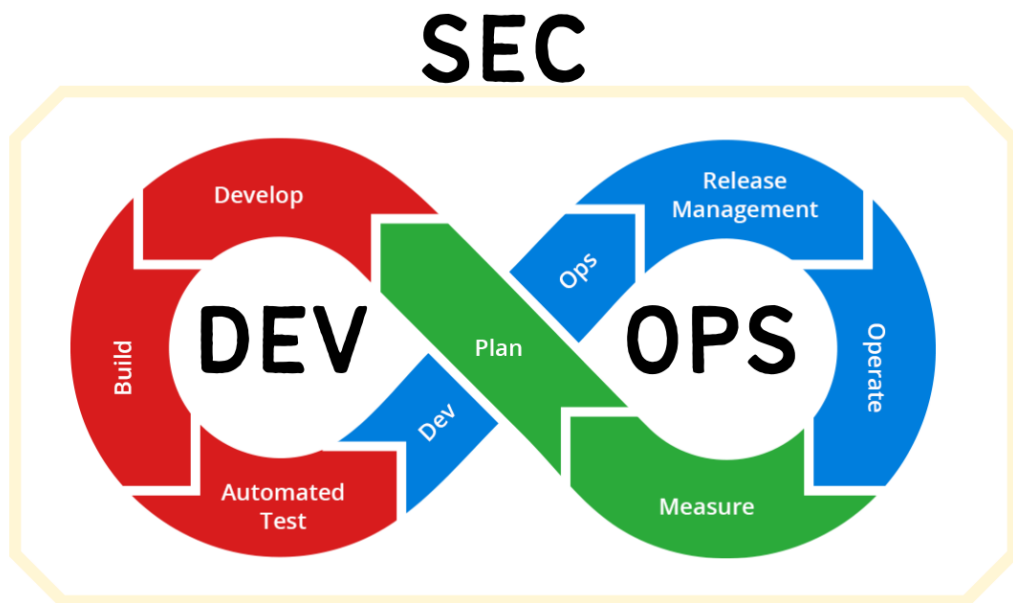 SEC
Develop
Release
Management
Ops
DEV
OPS
Plan
Build
Operate
Dev
Automated
Test
Measure